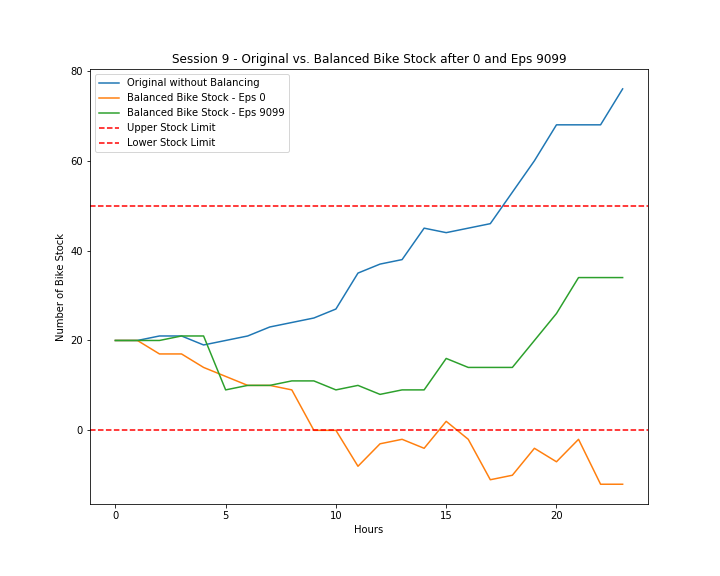 Session 9 - Original vs. Balanced Bike Stock after 0 and Eps 9099
Original without Balancing
Balanced Bike Stock - Eps 0
Balanced Bike Stock - Eps 9099
Upper Stock Limit
Lower Stock Limit
Number of Bike Stock
80
60
40
20
0
0 5 10 15 20
Hours